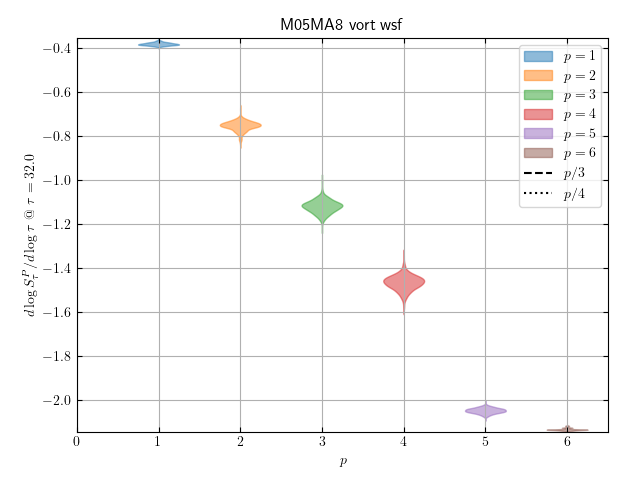 M05MA8 vort wsf
d log S_τ^P / d log τ @ τ = 32.0
−0.4
−0.6
−0.8
−1.0
−1.2
−1.4
−1.6
−1.8
−2.0
p = 1
p = 2
p = 3
p = 4
p = 5
p = 6
p/3
p/4
0 1 2 3 4 5 6
p